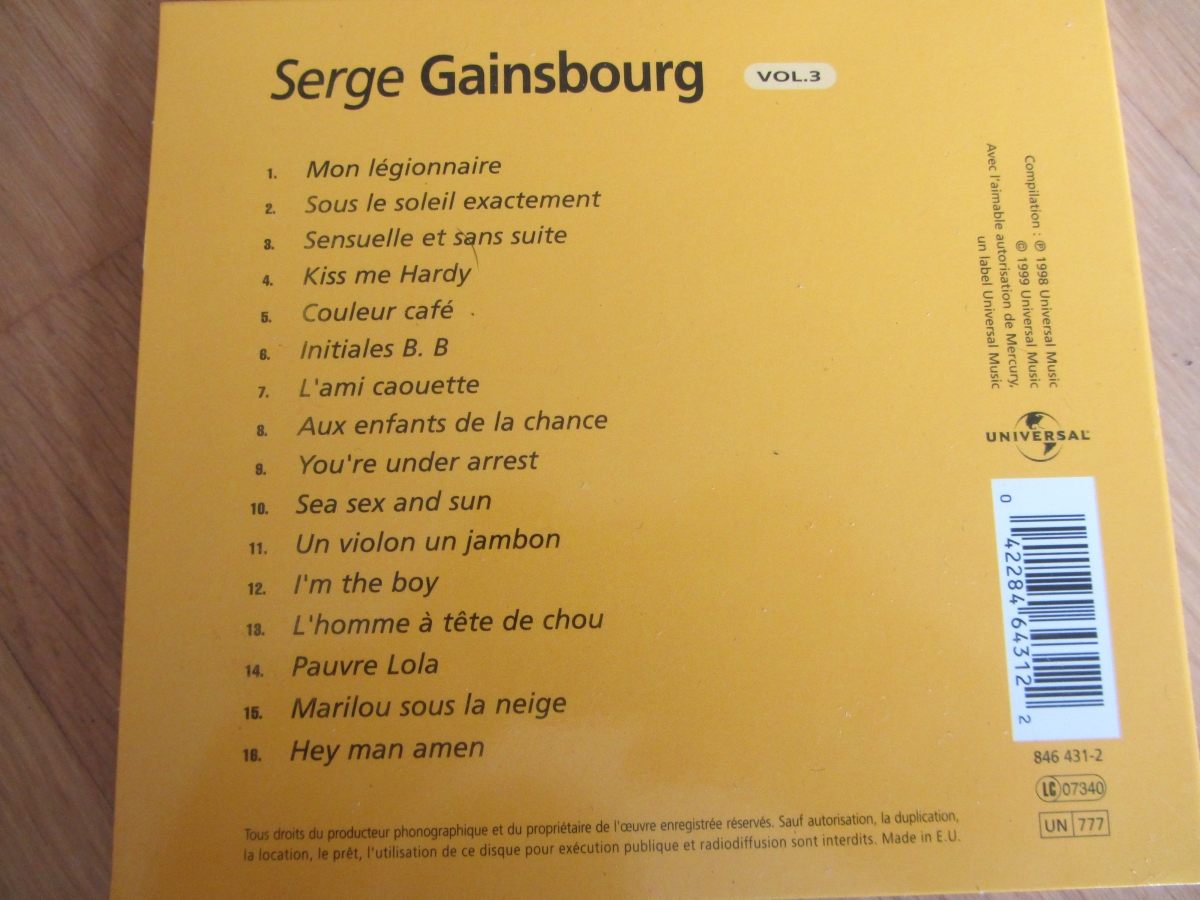 Serge Gainsbourg VOL.3
1. Mon légionnaire
2. Sous le soleil exactement
3. Sensuelle et sans suite
4. Kiss me Hardy
5. Couleur café
6. Initiales B. B
7. L'ami caouette
8. Aux enfants de la chance
9. You're under arrest
10. Sea sex and sun
11. Un violon un jambon
12. I'm the boy
13. L'homme à tête de chou
14. Pauvre Lola
15. Marilou sous la neige
16. Hey man amen
Compilation : ℗ 1998 Universal Music
© 1999 Universal Music
Avec l'aimable autorisation de Mercury,
un label Universal Music
UNIVERSAL
0 42284 64312 2
846 431-2
LC 07340
UN 777
Tous droits du producteur phonographique et du propriétaire de l'œuvre enregistrée réservés. Sauf autorisation, la duplication,
la location, le prêt, l'utilisation de ce disque pour exécution publique et radiodiffusion sont interdits. Made in E.U.